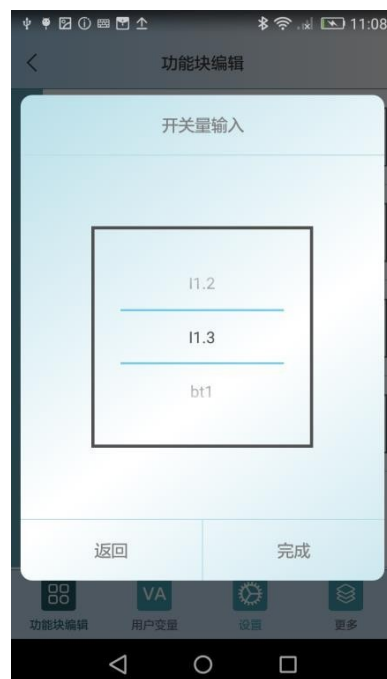 11:08
功能块编辑
开关量输入
I1.2
I1.3
bt1
返回
完成
VA
功能块编辑
用户变量
设置
更多